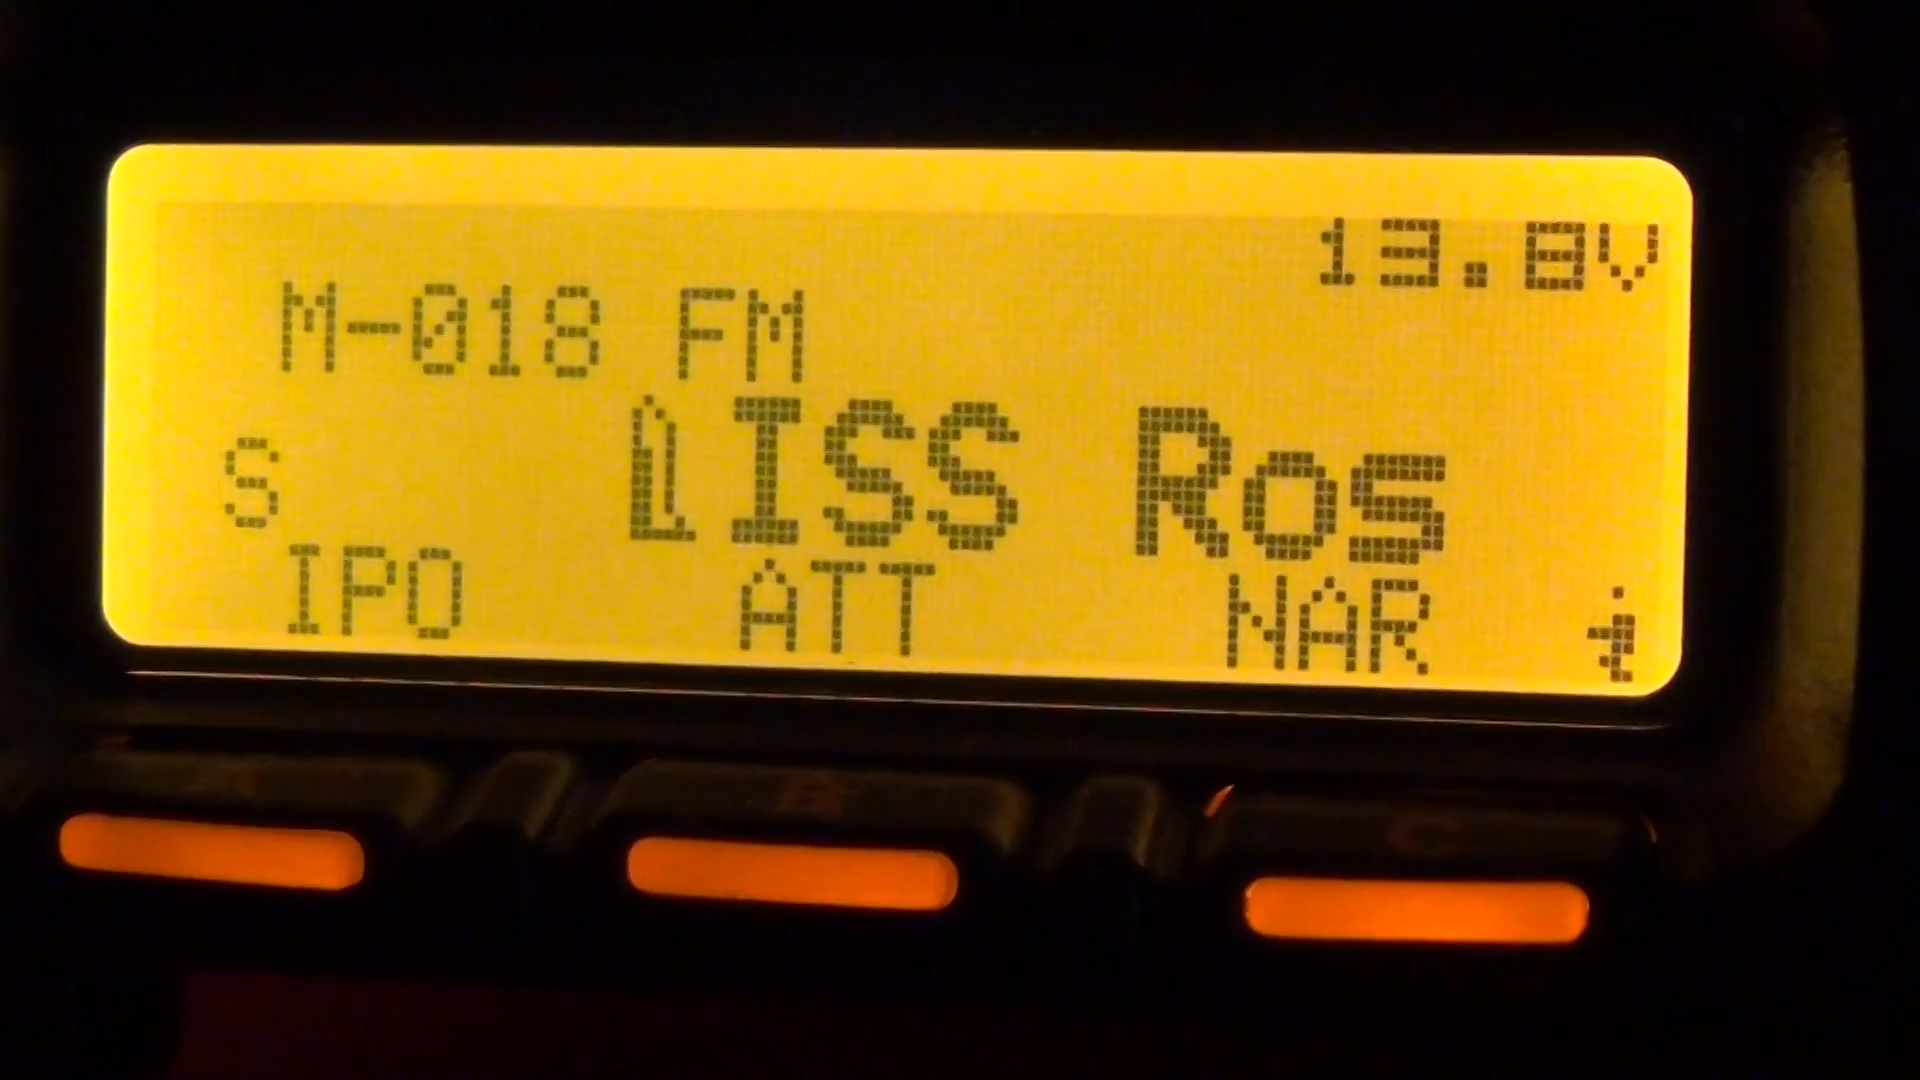 13.8V
M-018 FM
S
ISS Ros
IPO ATT NAR
A B C